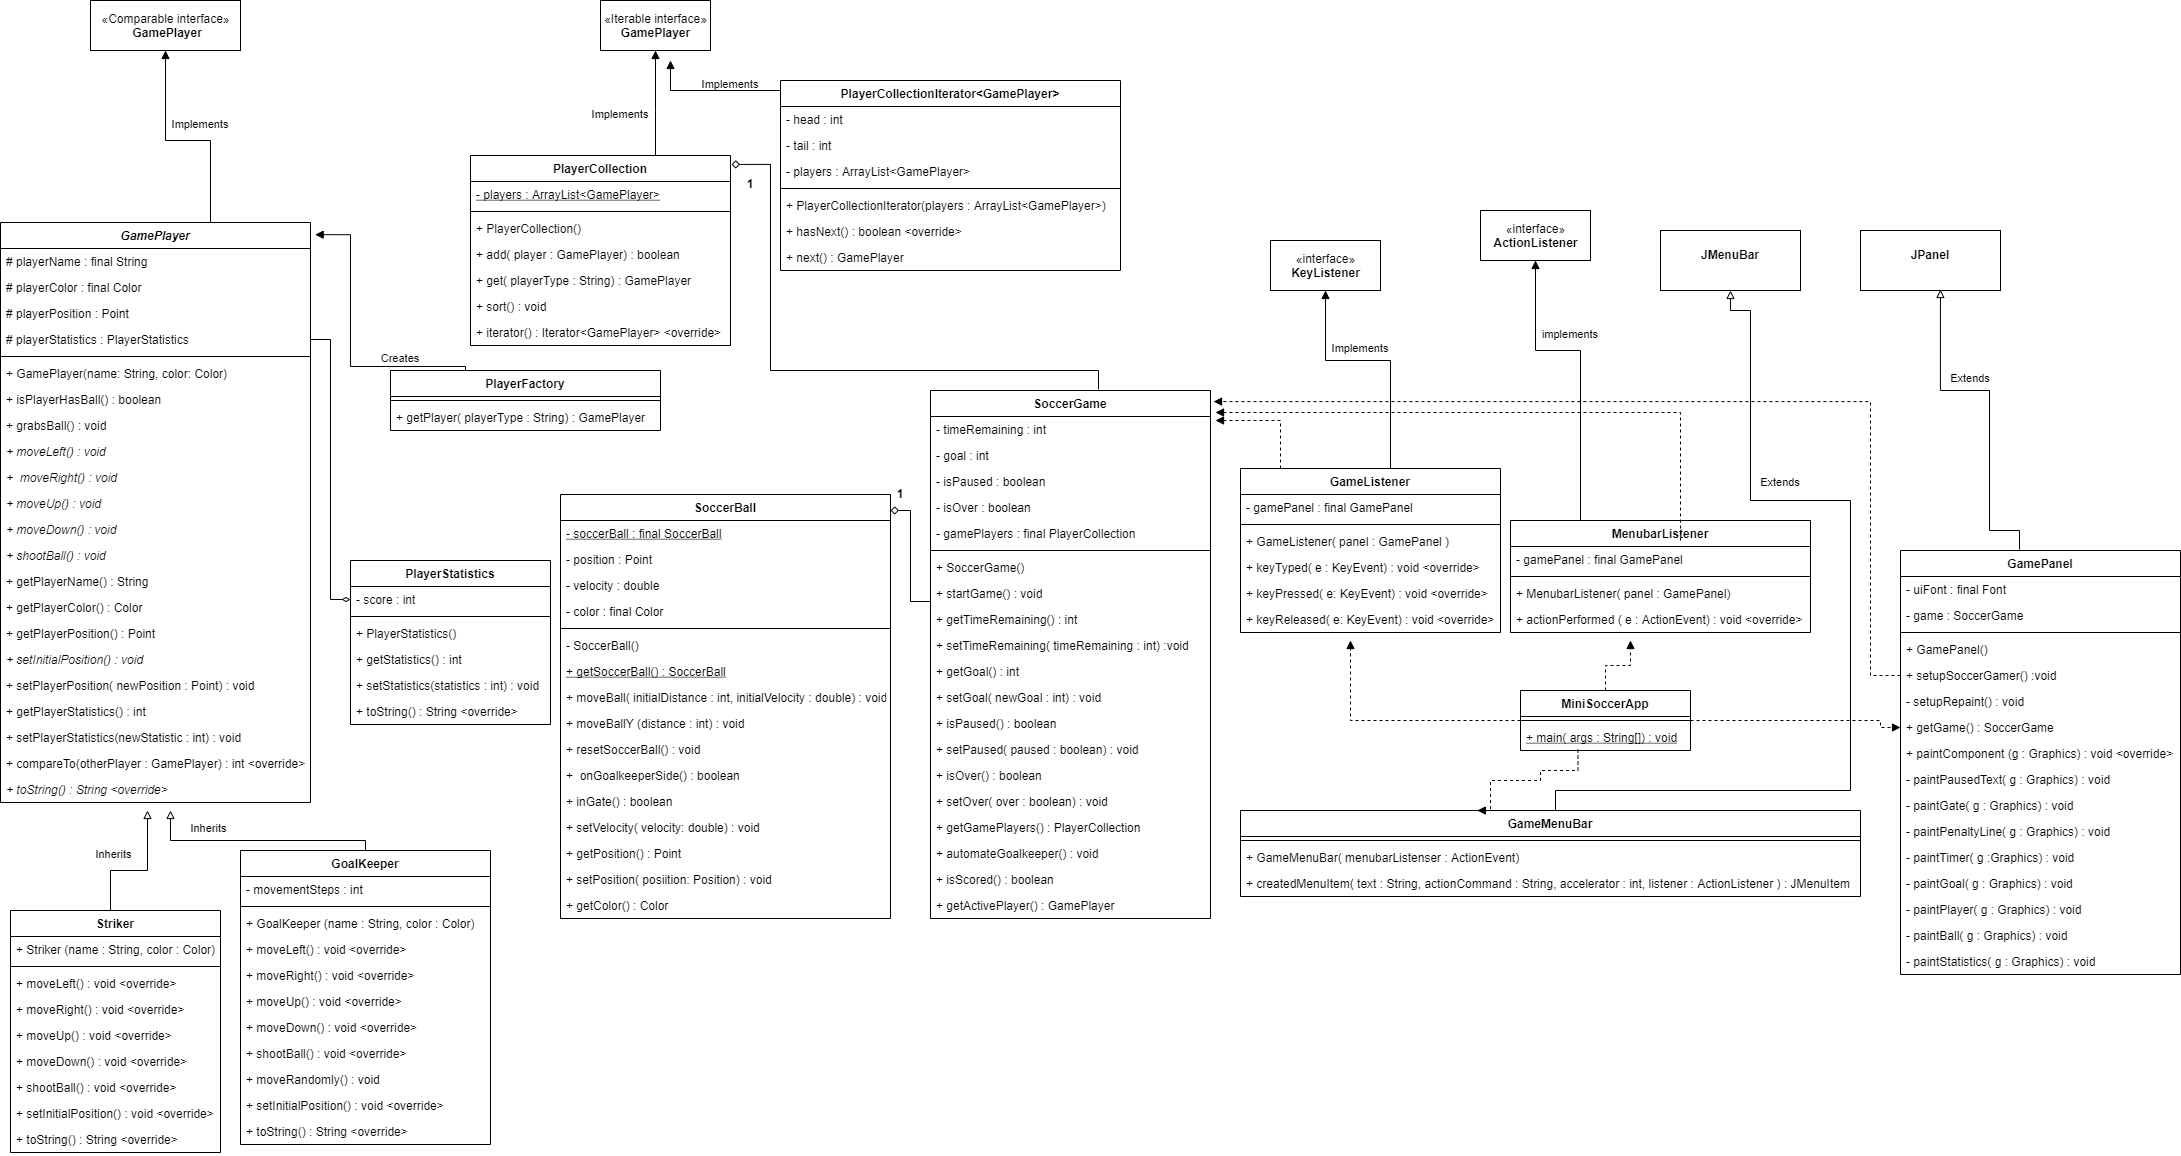 «Comparable interface»
GamePlayer
Implements
«Iterable interface»
GamePlayer
Implements
Implements
PlayerCollectionIterator<GamePlayer>
- head : int
- tail : int
- players : ArrayList<GamePlayer>
+ PlayerCollectionIterator(players : ArrayList<GamePlayer>)
+ hasNext() : boolean <override>
+ next() : GamePlayer
PlayerCollection
- players : ArrayList<GamePlayer>
+ PlayerCollection()
+ add( player : GamePlayer) : boolean
+ get( playerType : String) : GamePlayer
+ sort() : void
+ iterator() : Iterator<GamePlayer> <override>
1
GamePlayer
# playerName : final String
# playerColor : final Color
# playerPosition : Point
# playerStatistics : PlayerStatistics
+ GamePlayer(name: String, color: Color)
+ isPlayerHasBall() : boolean
+ grabsBall() : void
+ moveLeft() : void
+  moveRight() : void
+ moveUp() : void
+ moveDown() : void
+ shootBall() : void
+ getPlayerName() : String
+ getPlayerColor() : Color
+ getPlayerPosition() : Point
+ setInitialPosition() : void
+ setPlayerPosition( newPosition : Point) : void
+ getPlayerStatistics() : int
+ setPlayerStatistics(newStatistic : int) : void
+ compareTo(otherPlayer : GamePlayer) : int <override>
+ toString() : String <override>
Creates
PlayerFactory
+ getPlayer( playerType : String) : GamePlayer
PlayerStatistics
- score : int
+ PlayerStatistics()
+ getStatistics() : int
+ setStatistics(statistics : int) : void
+ toString() : String <override>
Inherits
Inherits
Striker
+ Striker (name : String, color : Color)
+ moveLeft() : void <override>
+ moveRight() : void <override>
+ moveUp() : void <override>
+ moveDown() : void <override>
+ shootBall() : void <override>
+ setInitialPosition() : void <override>
+ toString() : String <override>
GoalKeeper
- movementSteps : int
+ GoalKeeper (name : String, color : Color)
+ moveLeft() : void <override>
+ moveRight() : void <override>
+ moveUp() : void <override>
+ moveDown() : void <override>
+ shootBall() : void <override>
+ moveRandomly() : void
+ setInitialPosition() : void <override>
+ toString() : String <override>
SoccerBall
- soccerBall : final SoccerBall
- position : Point
- velocity : double
- color : final Color
- SoccerBall()
+ getSoccerBall() : SoccerBall
+ moveBall( initialDistance : int, initialVelocity : double) : void
+ moveBallY (distance : int) : void
+ resetSoccerBall() : void
+  onGoalkeeperSide() : boolean
+ inGate() : boolean
+ setVelocity( velocity: double) : void
+ getPosition() : Point
+ setPosition( posiition: Position) : void
+ getColor() : Color
1
SoccerGame
- timeRemaining : int
- goal : int
- isPaused : boolean
- isOver : boolean
- gamePlayers : final PlayerCollection
+ SoccerGame()
+ startGame() : void
+ getTimeRemaining() : int
+ setTimeRemaining( timeRemaining : int) :void
+ getGoal() : int
+ setGoal( newGoal : int) : void
+ isPaused() : boolean
+ setPaused( paused : boolean) : void
+ isOver() : boolean
+ setOver( over : boolean) : void
+ getGamePlayers() : PlayerCollection
+ automateGoalkeeper() : void
+ isScored() : boolean
+ getActivePlayer() : GamePlayer
«interface»
KeyListener
Implements
«interface»
ActionListener
implements
JMenuBar
Extends
JPanel
Extends
GameListener
- gamePanel : final GamePanel
+ GameListener( panel : GamePanel )
+ keyTyped( e : KeyEvent) : void <override>
+ keyPressed( e: KeyEvent) : void <override>
+ keyReleased( e: KeyEvent) : void <override>
MenubarListener
- gamePanel : final GamePanel
+ MenubarListener( panel : GamePanel)
+ actionPerformed ( e : ActionEvent) : void <override>
MiniSoccerApp
+ main( args : String[]) : void
GameMenuBar
+ GameMenuBar( menubarListenser : ActionEvent)
+ createdMenuItem( text : String, actionCommand : String, accelerator : int, listener : ActionListener ) : JMenuItem
GamePanel
- uiFont : final Font
- game : SoccerGame
+ GamePanel()
+ setupSoccerGamer() :void
- setupRepaint() : void
+ getGame() : SoccerGame
+ paintComponent (g : Graphics) : void <override>
- paintPausedText( g : Graphics) : void
- paintGate( g : Graphics) : void
- paintPenaltyLine( g : Graphics) : void
- paintTimer( g :Graphics) : void
- paintGoal( g : Graphics) : void
- paintPlayer( g : Graphics) : void
- paintBall( g : Graphics) : void
- paintStatistics( g : Graphics) : void